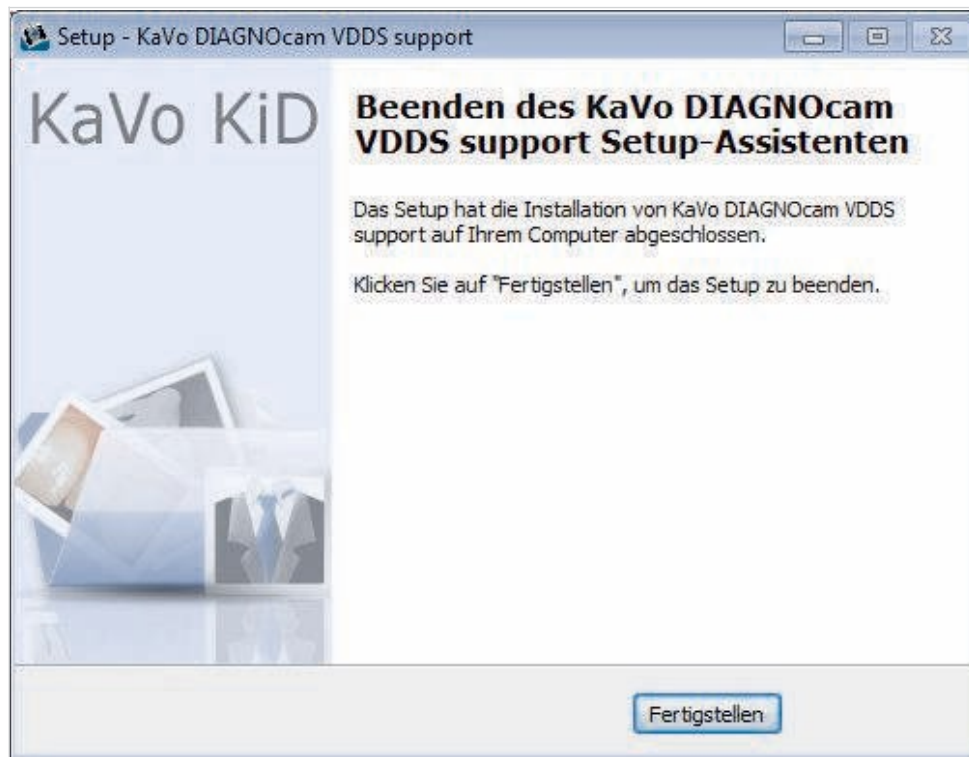 Setup - KaVo DIAGNOcam VDDS support
KaVo KiD
Beenden des KaVo DIAGNOcam
VDDS support Setup-Assistenten
Das Setup hat die Installation von KaVo DIAGNOcam VDDS
support auf Ihrem Computer abgeschlossen.
Klicken Sie auf "Fertigstellen", um das Setup zu beenden.
Fertigstellen